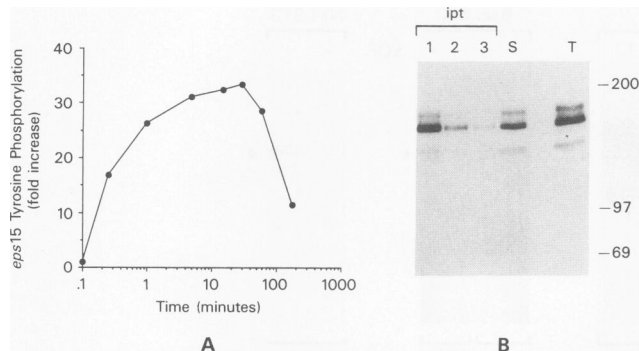 eps15 Tyrosine Phosphorylation
(fold increase)
40
30
20
10
0
.1
1
10
100
1000
Time (minutes)
A
ipt
1 2 3 S T
200
97
69
B